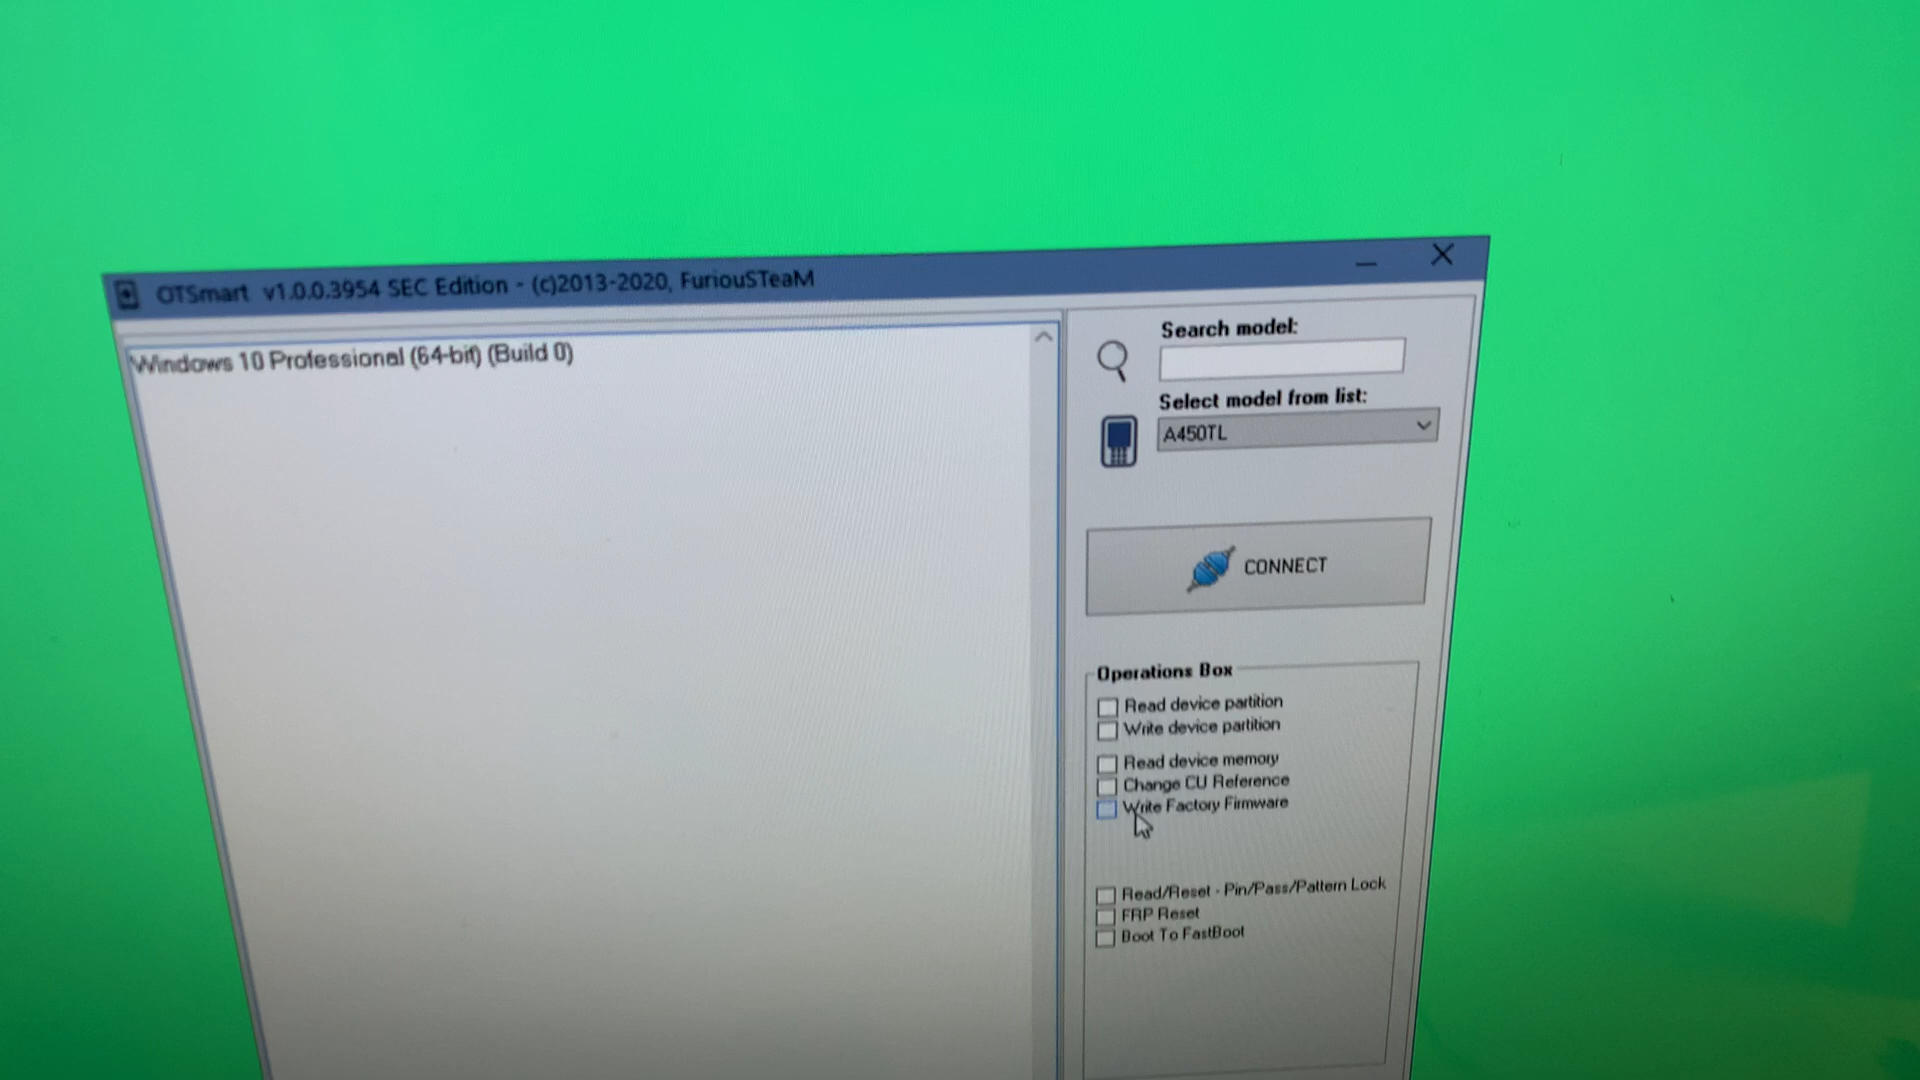 OTSmart v1.0.0.3954 SEC Edition - (c)2013-2020, FuriouSTeaM
Windows 10 Professional (64-bit) (Build 0)
Search model:
Select model from list:
A450TL
CONNECT
Operations Box
Read device partition
Write device partition
Read device memory
Change CU Reference
Write Factory Firmware
Read/Reset - Pin/Pass/Pattern Lock
FRP Reset
Boot To FastBoot